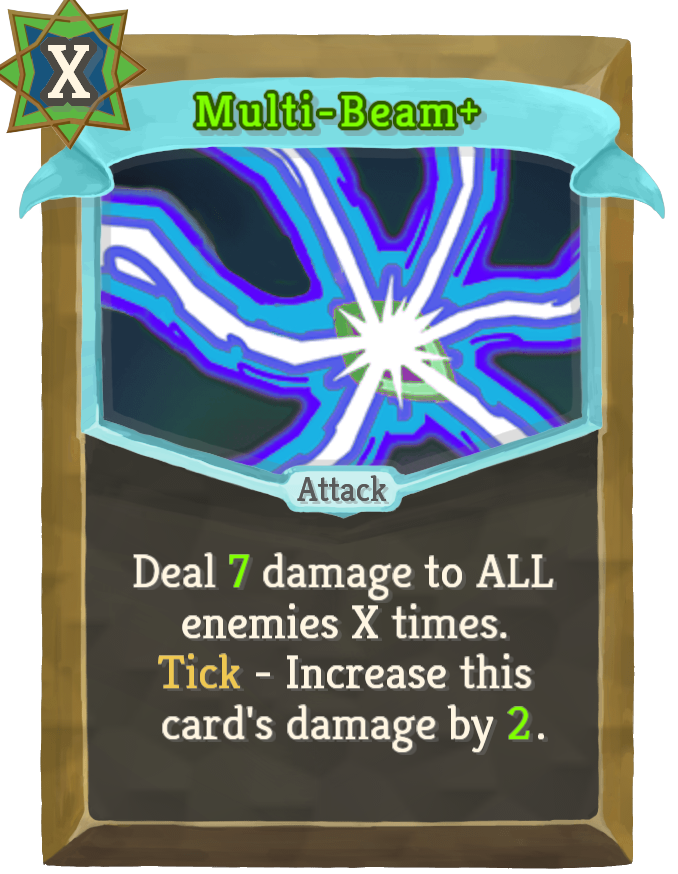 X
Multi-Beam+
Attack
Deal 7 damage to ALL
enemies X times.
Tick - Increase this
card's damage by 2.